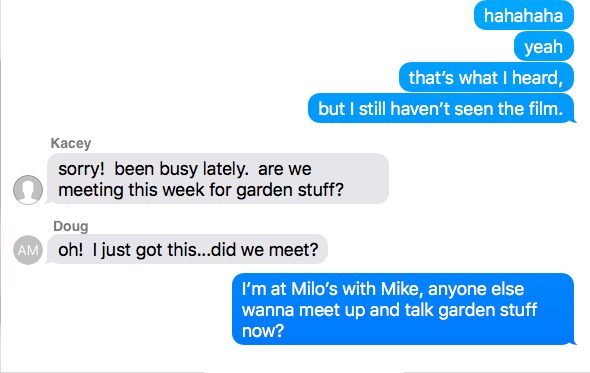 hahahaha
yeah
that’s what I heard,
but I still haven’t seen the film.
Kacey
sorry!  been busy lately.  are we
meeting this week for garden stuff?
Doug
AM
oh!  I just got this...did we meet?
I’m at Milo’s with Mike, anyone else
wanna meet up and talk garden stuff
now?